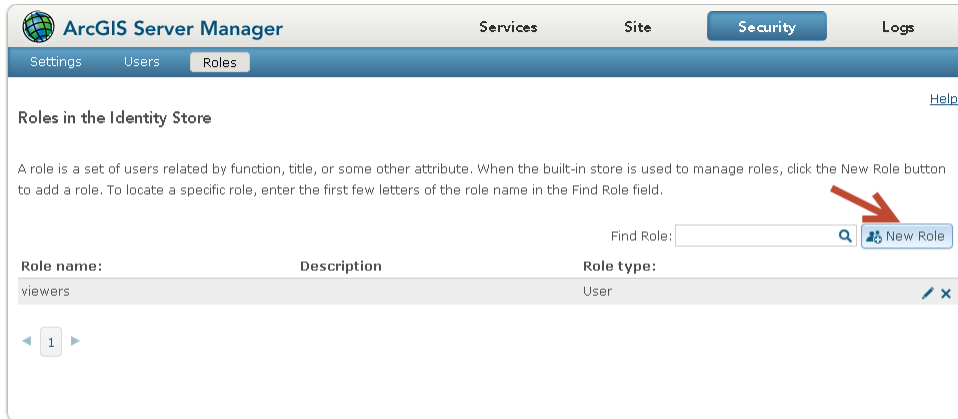 ArcGIS Server Manager
Services Site Security Logs
Settings Users Roles
Help
Roles in the Identity Store
A role is a set of users related by function, title, or some other attribute. When the built-in store is used to manage roles, click the New Role button
to add a role. To locate a specific role, enter the first few letters of the role name in the Find Role field.
Find Role: New Role
Role name: Description Role type:
viewers User
1